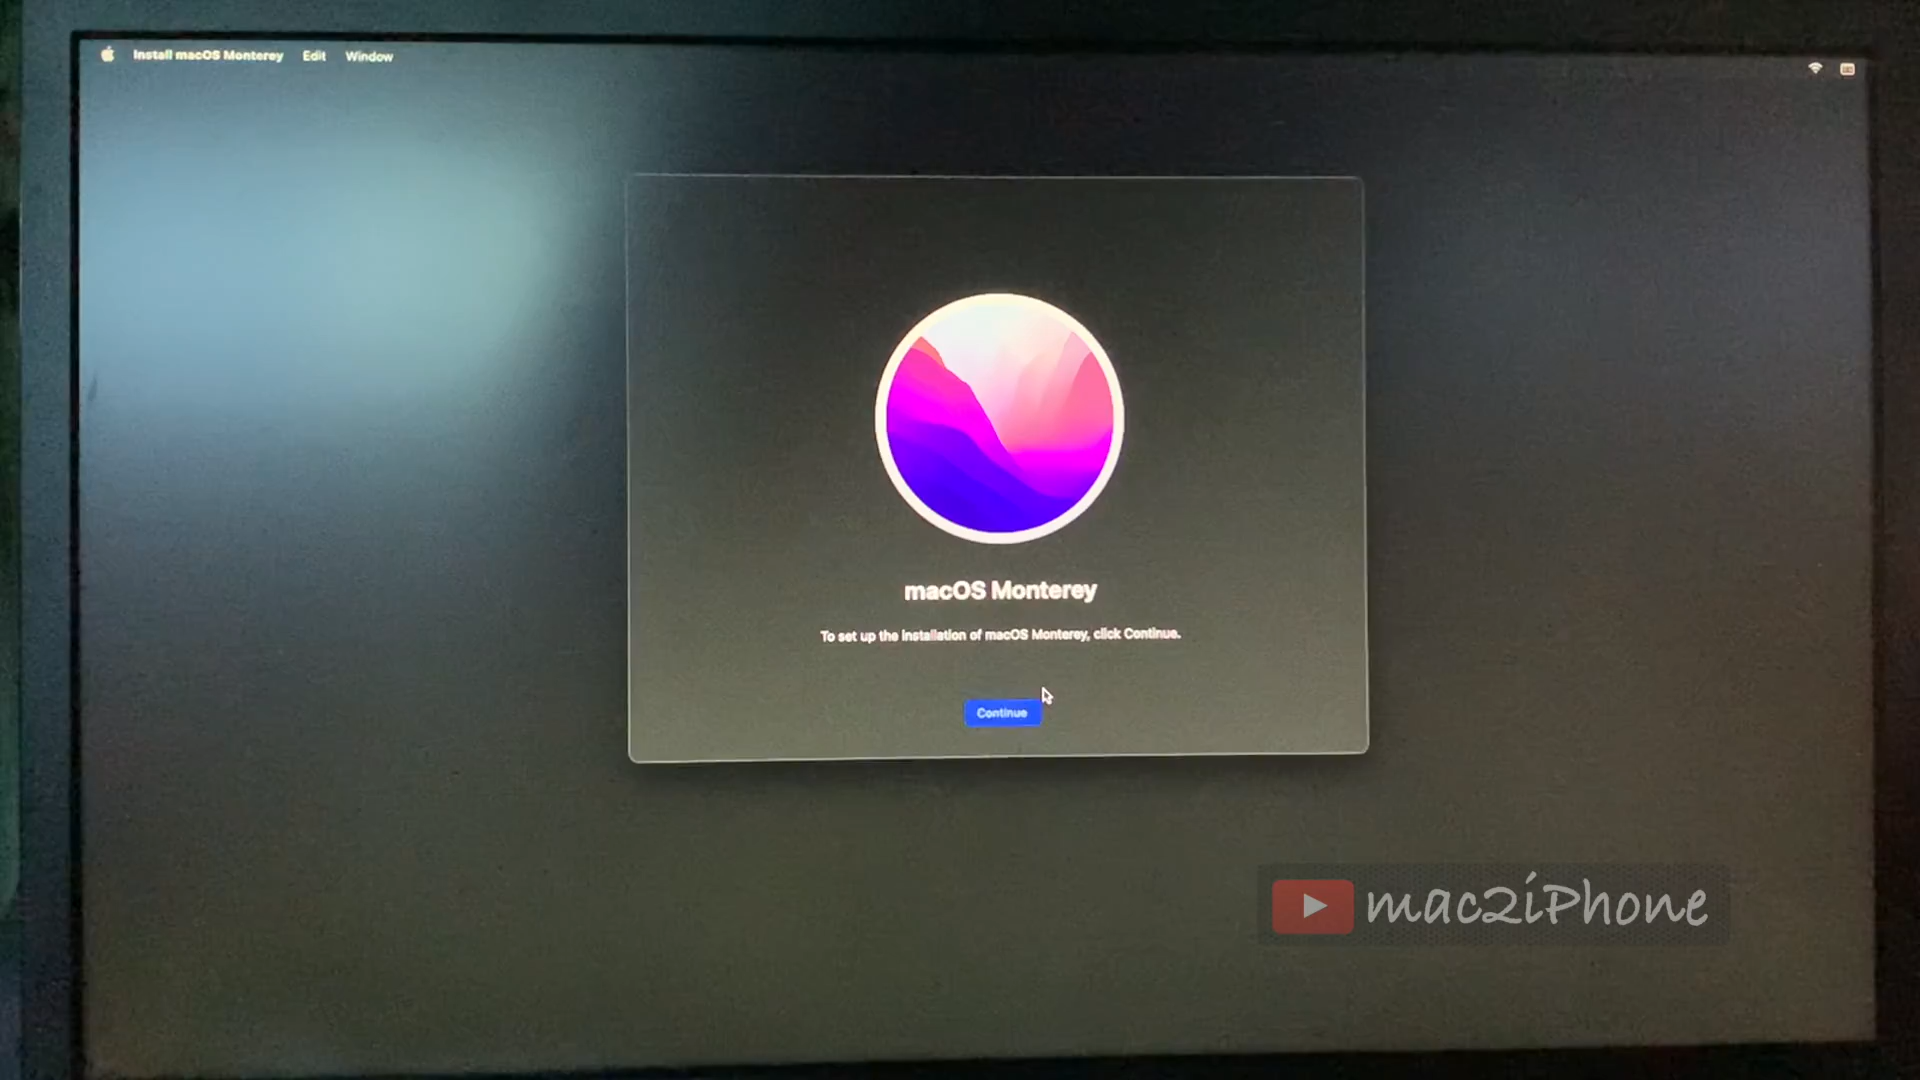 Install macOS Monterey Edit Window
macOS Monterey
To set up the installation of macOS Monterey, click Continue.
Continue
mac2iPhone